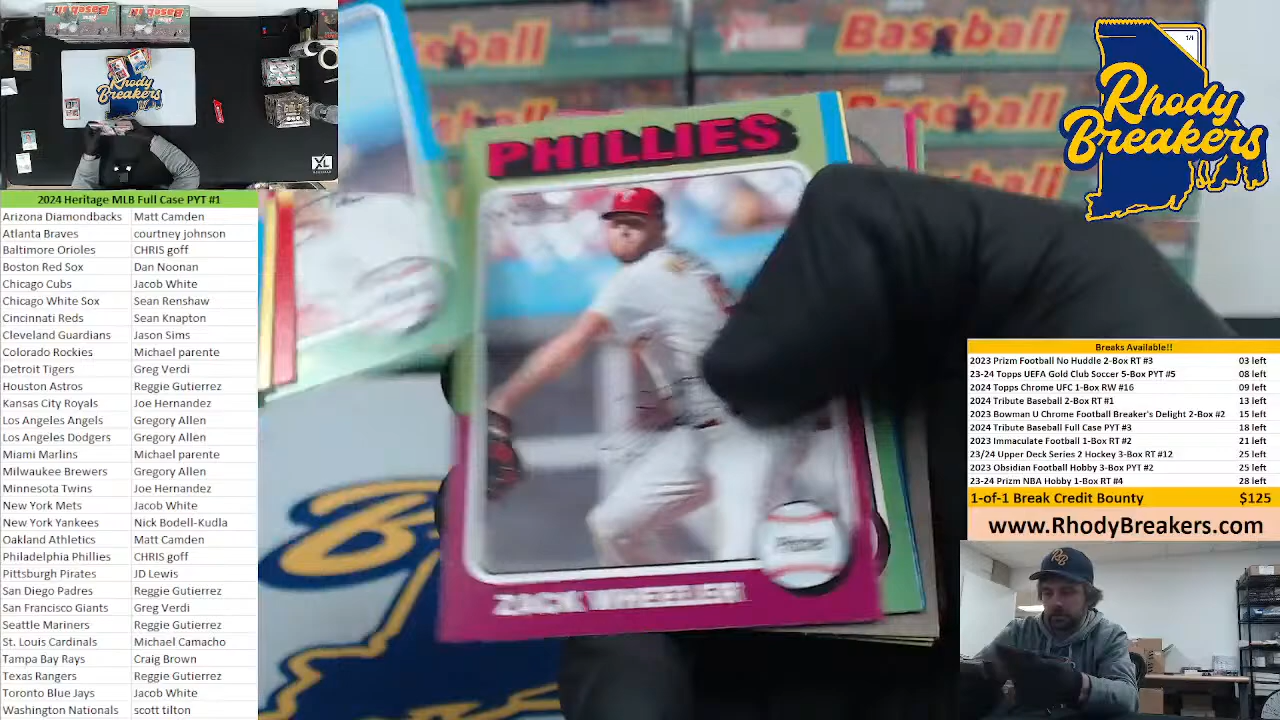 2024 Heritage MLB Full Case PYT #1
Arizona Diamondbacks Matt Camden
Atlanta Braves courtney johnson
Baltimore Orioles CHRIS goff
Boston Red Sox Dan Noonan
Chicago Cubs Jacob White
Chicago White Sox Sean Renshaw
Cincinnati Reds Sean Knapton
Cleveland Guardians Jason Sims
Colorado Rockies Michael parente
Detroit Tigers Greg Verdi
Houston Astros Reggie Gutierrez
Kansas City Royals Joe Hernandez
Los Angeles Angels Gregory Allen
Los Angeles Dodgers Gregory Allen
Miami Marlins Michael parente
Milwaukee Brewers Gregory Allen
Minnesota Twins Joe Hernandez
New York Mets Jacob White
New York Yankees Nick Bodell-Kudla
Oakland Athletics Matt Camden
Philadelphia Phillies CHRIS goff
Pittsburgh Pirates JD Lewis
San Diego Padres Reggie Gutierrez
San Francisco Giants Greg Verdi
Seattle Mariners Reggie Gutierrez
St. Louis Cardinals Michael Camacho
Tampa Bay Rays Craig Brown
Texas Rangers Reggie Gutierrez
Toronto Blue Jays Jacob White
Washington Nationals scott tilton
Rhody
Breakers
XL
Baseball
Baseball
PHILLIES
Pitcher
ZACK WHEELER
1/1
Rhody
Breakers
Breaks Available!!
2023 Prizm Football No Huddle 2-Box RT #3 03 left
23-24 Topps UEFA Gold Club Soccer 5-Box PYT #5 08 left
2024 Topps Chrome UFC 1-Box RW #16 09 left
2024 Tribute Baseball 2-Box RT #1 13 left
2023 Bowman U Chrome Football Breaker's Delight 2-Box #2 15 left
2024 Tribute Baseball Full Case PYT #3 18 left
2023 Immaculate Football 1-Box RT #2 21 left
23/24 Upper Deck Series 2 Hockey 3-Box RT #12 25 left
2023 Obsidian Football Hobby 3-Box PYT #2 25 left
23-24 Prizm NBA Hobby 1-Box RT #4 28 left
1-of-1 Break Credit Bounty $125
www.RhodyBreakers.com